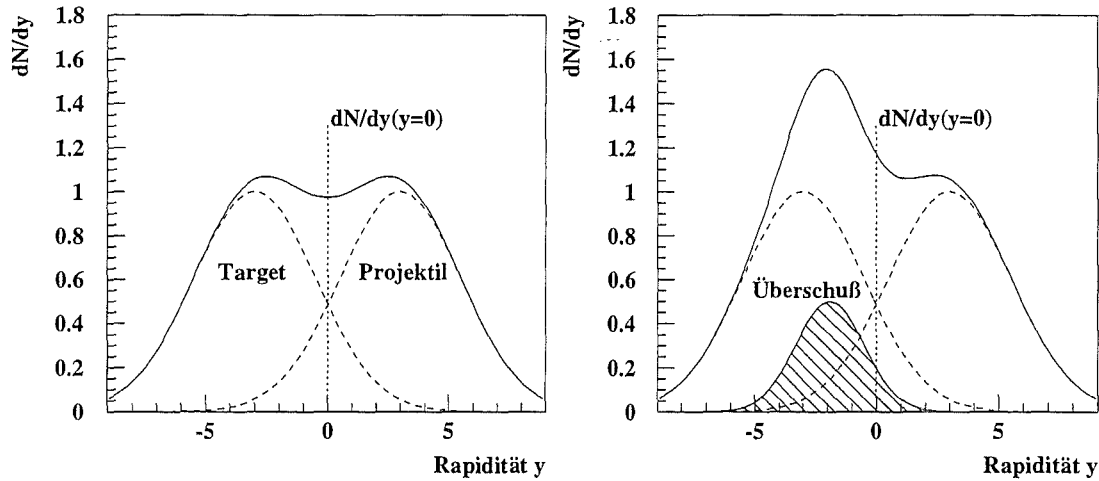 dN/dy
1.8
1.6
1.4
1.2
1
0.8
0.6
0.4
0.2
0
dN/dy(y=0)
Target
Projektil
-5
0
5
Rapidität y
dN/dy
1.8
1.6
1.4
1.2
1
0.8
0.6
0.4
0.2
0
dN/dy(y=0)
Überschuß
-5
0
5
Rapidität y